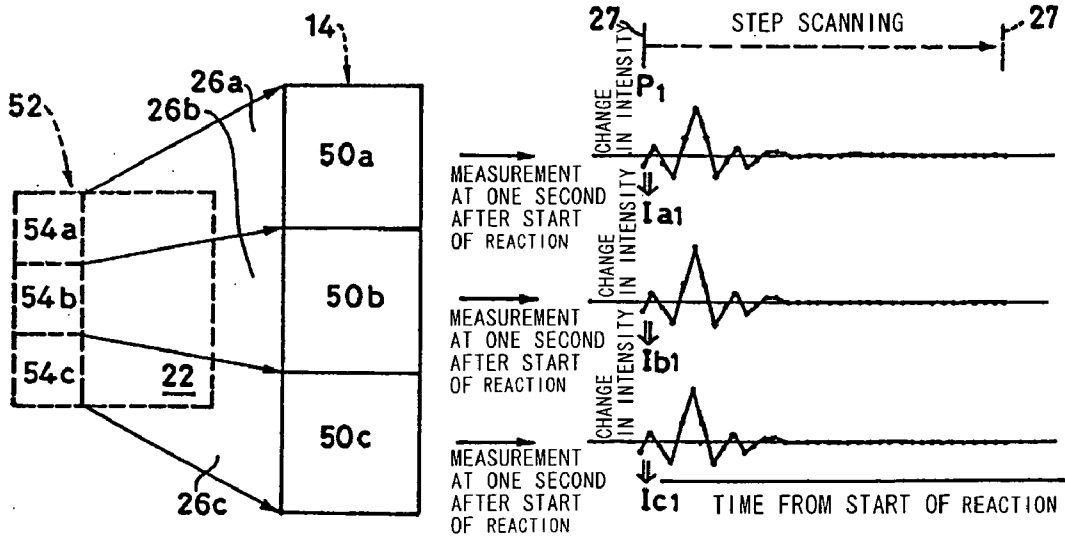 14
27
STEP SCANNING
27
26a
52
26b
P1
CHANGE
IN INTENSITY
50a
MEASUREMENT
AT ONE SECOND
AFTER START
OF REACTION
Ia1
54a
54b
54c
22
50b
CHANGE
IN INTENSITY
MEASUREMENT
AT ONE SECOND
AFTER START
OF REACTION
Ib1
50c
CHANGE
IN INTENSITY
MEASUREMENT
AT ONE SECOND
AFTER START
OF REACTION
Ic1
26c
TIME FROM START OF REACTION